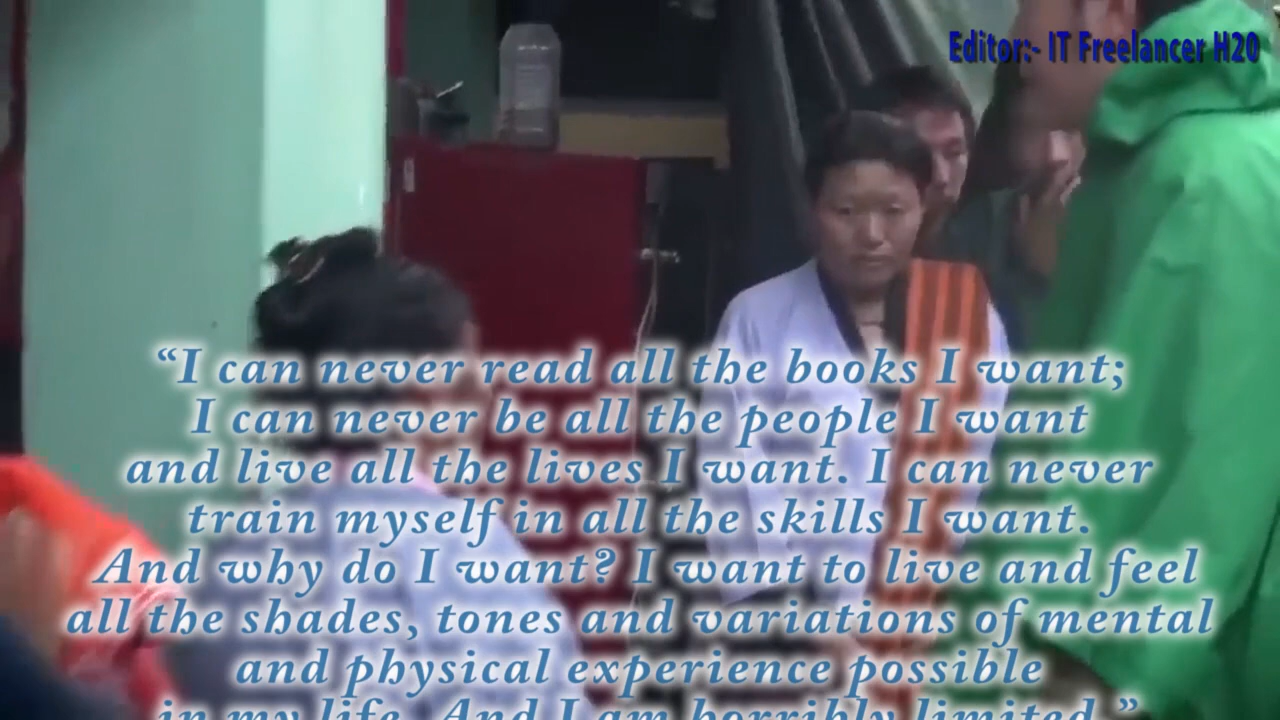 Editor:- IT Freelancer H20
“I can never read all the books I want;
I can never be all the people I want
and live all the lives I want. I can never
train myself in all the skills I want.
And why do I want? I want to live and feel
all the shades, tones and variations of mental
and physical experience possible
in my life. And I am horribly limited.”